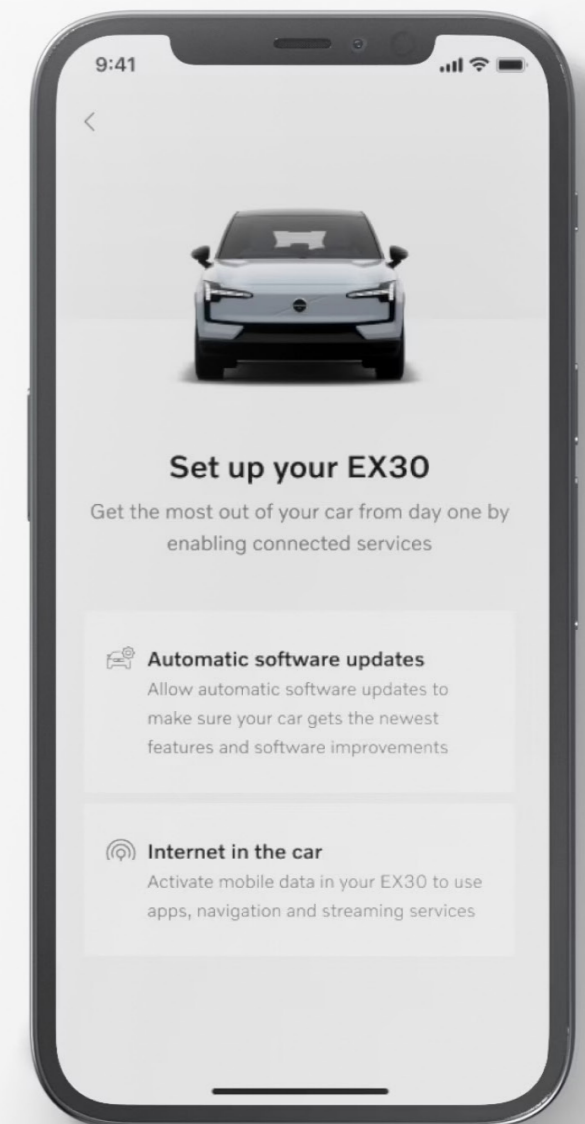 9:41
Set up your EX30
Get the most out of your car from day one by
enabling connected services
Automatic software updates
Allow automatic software updates to
make sure your car gets the newest
features and software improvements
Internet in the car
Activate mobile data in your EX30 to use
apps, navigation and streaming services